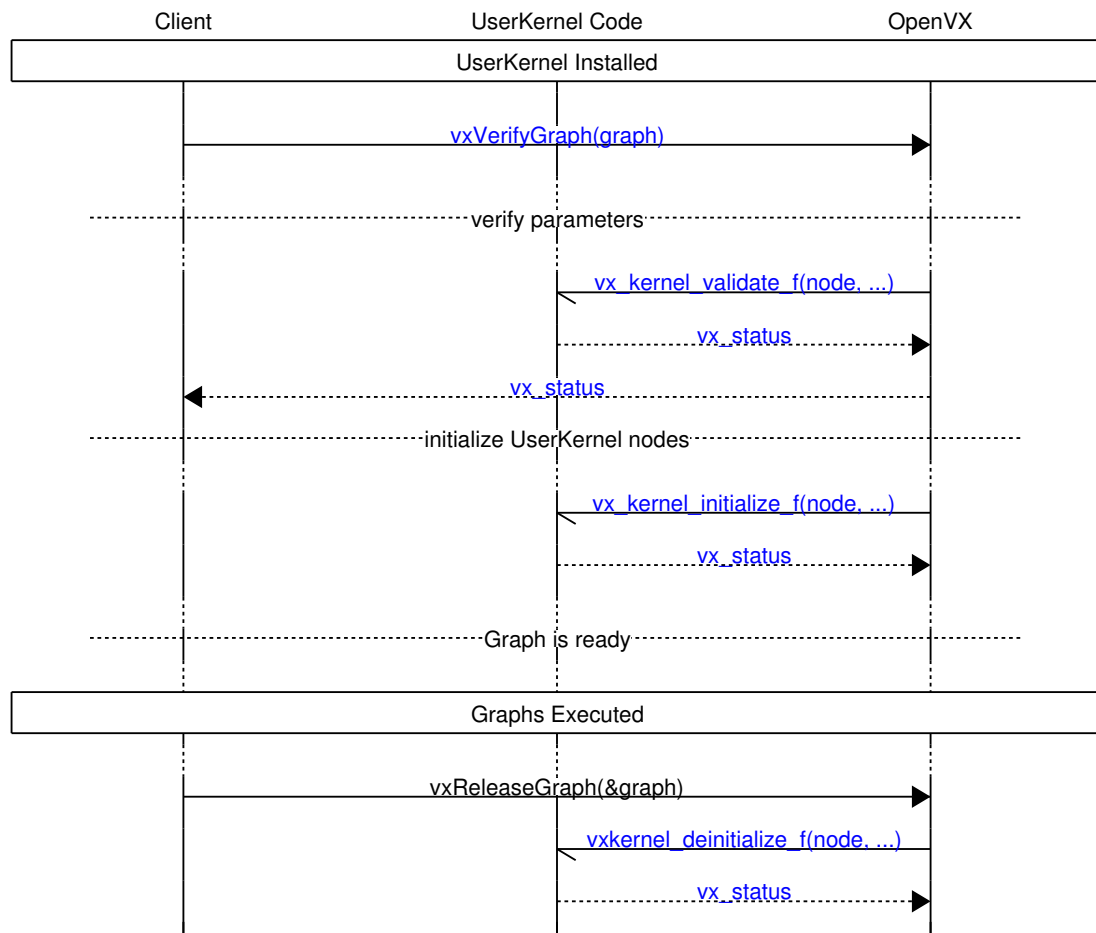 Client UserKernel Code OpenVX
UserKernel Installed
vxVerifyGraph(graph)
verify parameters
vx_kernel_validate_f(node, ...)
vx_status
vx_status
initialize UserKernel nodes
vx_kernel_initialize_f(node, ...)
vx_status
Graph is ready
Graphs Executed
vxReleaseGraph(&graph)
vxkernel_deinitialize_f(node, ...)
vx_status